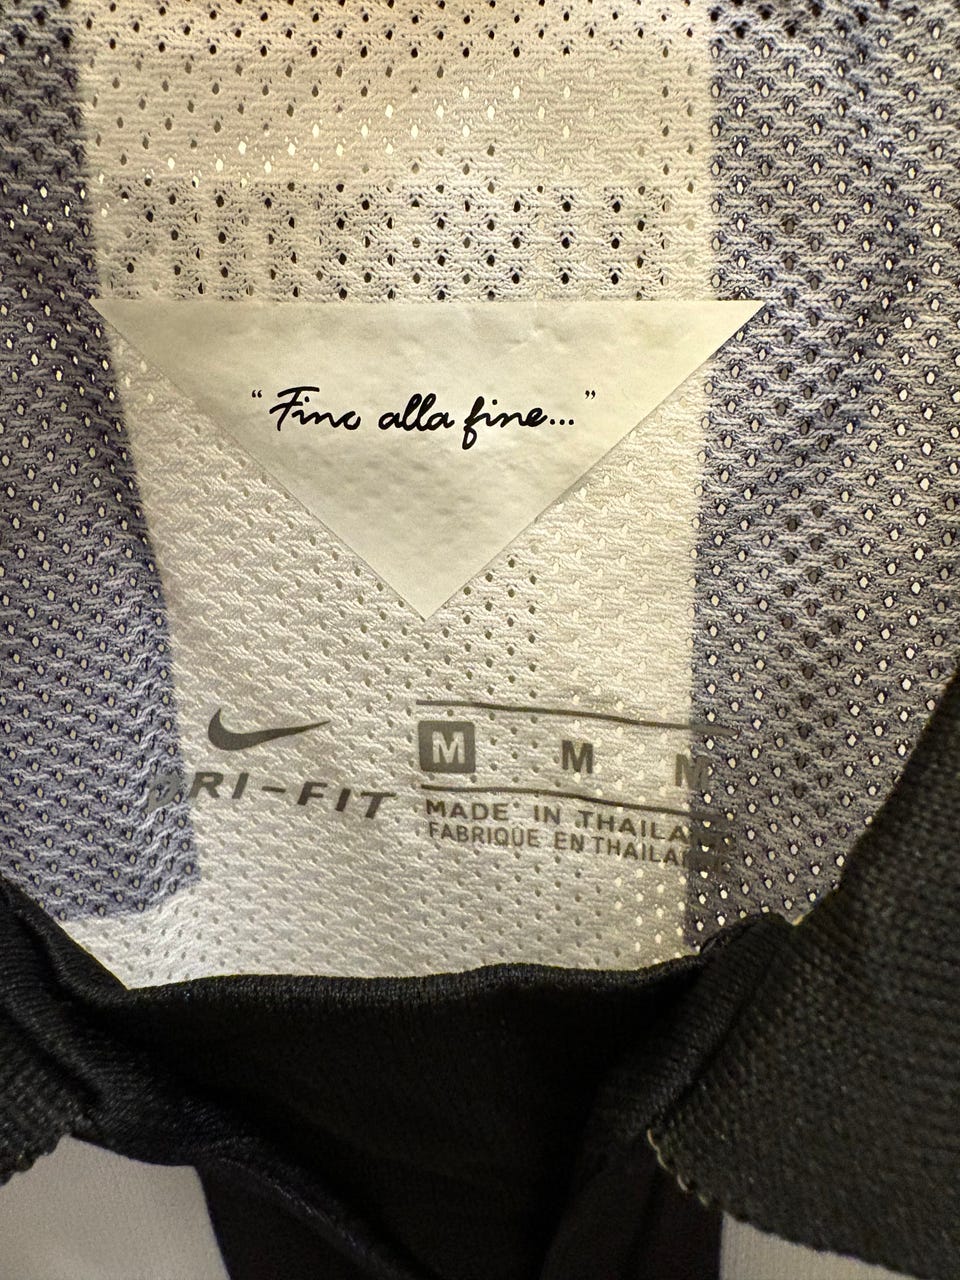 “Fino alla fine...”
M M M
DRI-FIT
MADE IN
FABRIQUE EN